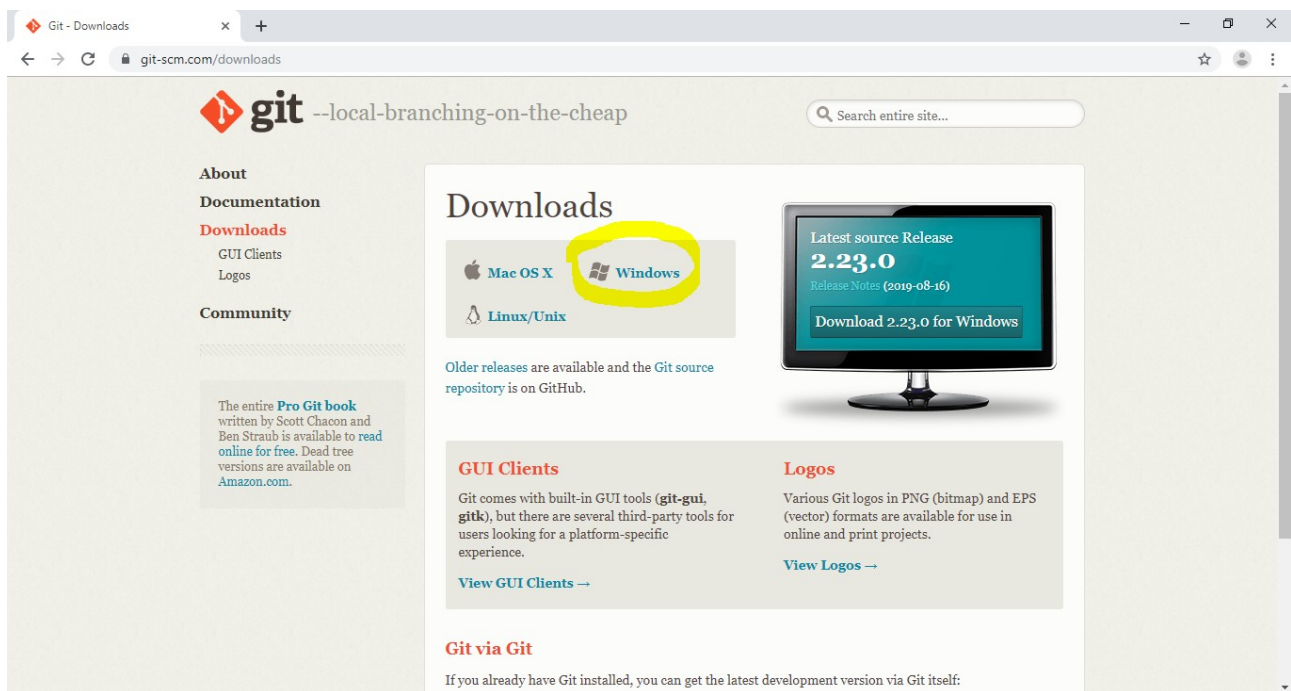 Git - Downloads
git-scm.com/downloads
git --local-branching-on-the-cheap
Search entire site...
About
Documentation
Downloads
GUI Clients
Logos
Community
The entire Pro Git book
written by Scott Chacon and
Ben Straub is available to read
online for free. Dead tree
versions are available on
Amazon.com.
Downloads
Mac OS X
Windows
Linux/Unix
Older releases are available and the Git source
repository is on GitHub.
Latest source Release
2.23.0
Release Notes (2019-08-16)
Download 2.23.0 for Windows
GUI Clients
Git comes with built-in GUI tools (git-gui,
gitk), but there are several third-party tools for
users looking for a platform-specific
experience.
View GUI Clients →
Logos
Various Git logos in PNG (bitmap) and EPS
(vector) formats are available for use in
online and print projects.
View Logos →
Git via Git
If you already have Git installed, you can get the latest development version via Git itself: